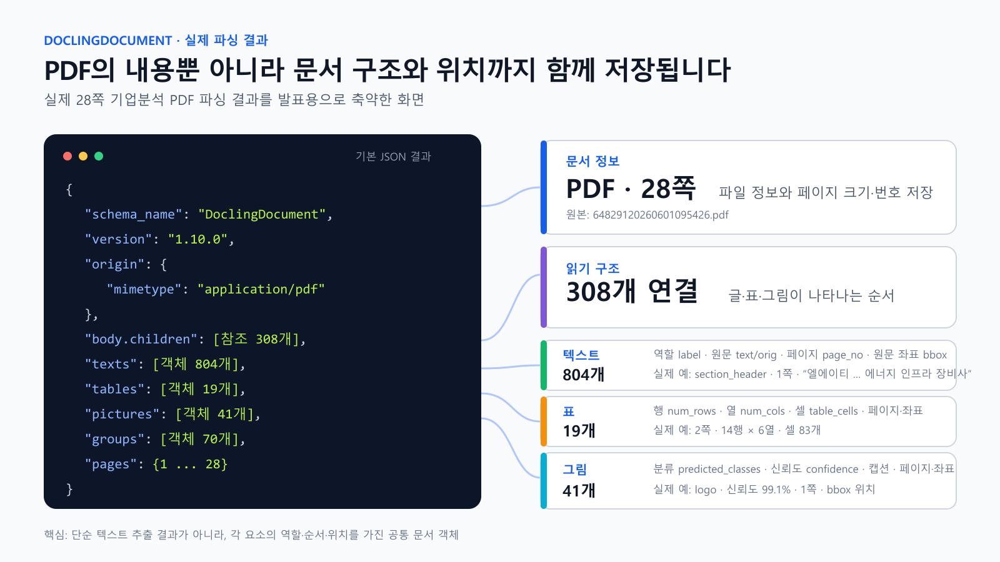 DOCLINGDOCUMENT · 실제 파싱 결과
PDF의 내용뿐 아니라 문서 구조와 위치까지 함께 저장됩니다
실제 28쪽 기업분석 PDF 파싱 결과를 발표용으로 축약한 화면
기본 JSON 결과
{
"schema_name": "DoclingDocument",
"version": "1.10.0",
"origin": {
"mimetype": "application/pdf"
},
"body.children": [참조 308개],
"texts": [객체 804개],
"tables": [객체 19개],
"pictures": [객체 41개],
"groups": [객체 70개],
"pages": {1 ... 28}
}
문서 정보
PDF · 28쪽 파일 정보와 페이지 크기·번호 저장
원본: 64829120260601095426.pdf
읽기 구조
308개 연결 글·표·그림이 나타나는 순서
텍스트 역할 label · 원문 text/orig · 페이지 page_no · 원문 좌표 bbox
804개 실제 예: section_header · 1쪽 · “엘에이티 ... 에너지 인프라 장비사”
표 행 num_rows · 열 num_cols · 셀 table_cells · 페이지·좌표
19개 실제 예: 2쪽 · 14행 × 6열 · 셀 83개
그림 분류 predicted_classes · 신뢰도 confidence · 캡션 · 페이지·좌표
41개 실제 예: logo · 신뢰도 99.1% · 1쪽 · bbox 위치
핵심: 단순 텍스트 추출 결과가 아니라, 각 요소의 역할·순서·위치를 가진 공통 문서 객체